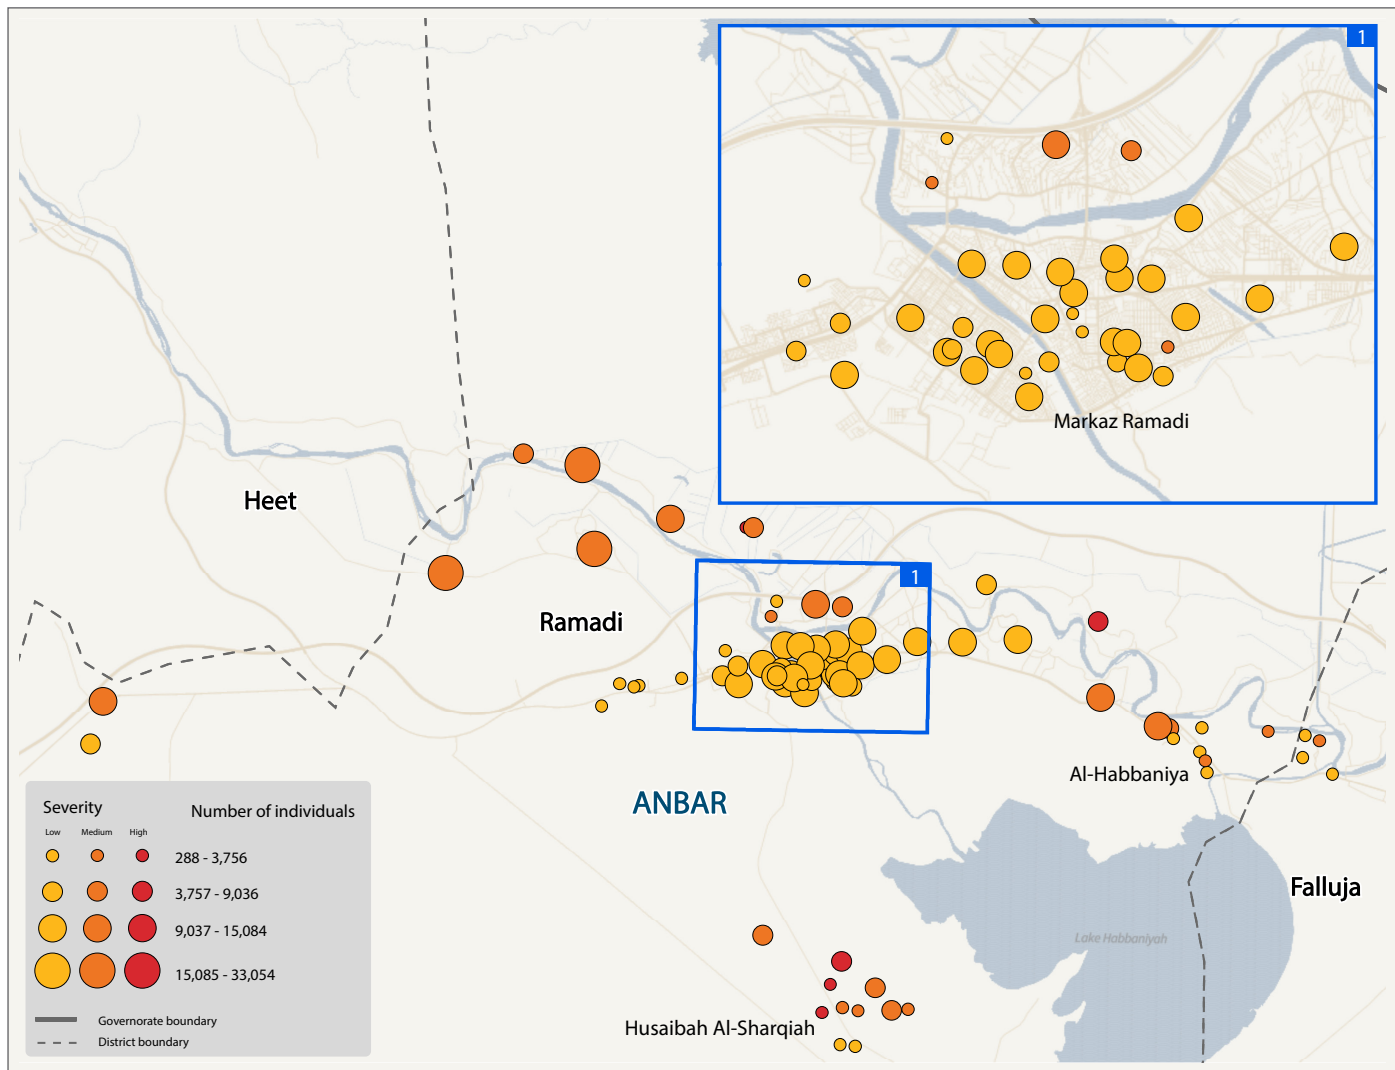 1
Markaz Ramadi
Heet
Ramadi
1
Al-Habbaniya
ANBAR
Falluja
Lake Habbaniyah
Husaibah Al-Sharqiah
Severity
Number of individuals
Low
Medium
High
288 - 3,756
3,757 - 9,036
9,037 - 15,084
15,085 - 33,054
Governorate boundary
District boundary